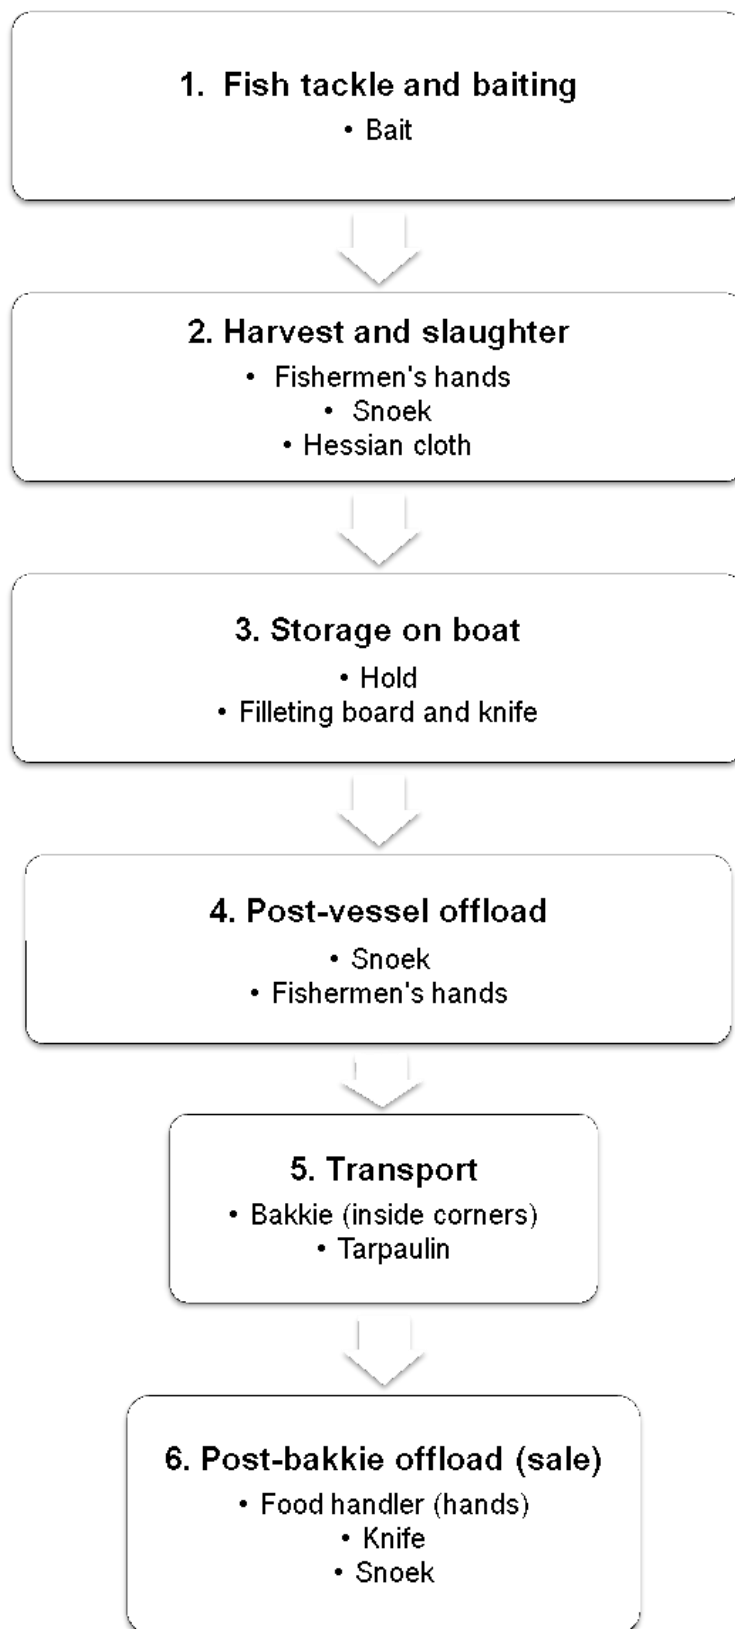 1. Fish tackle and baiting
• Bait
2. Harvest and slaughter
• Fishermen's hands
• Snoek
• Hessian cloth
3. Storage on boat
• Hold
• Filleting board and knife
4. Post-vessel offload
• Snoek
• Fishermen's hands
5. Transport
• Bakkie (inside corners)
• Tarpaulin
6. Post-bakkie offload (sale)
• Food handler (hands)
• Knife
• Snoek